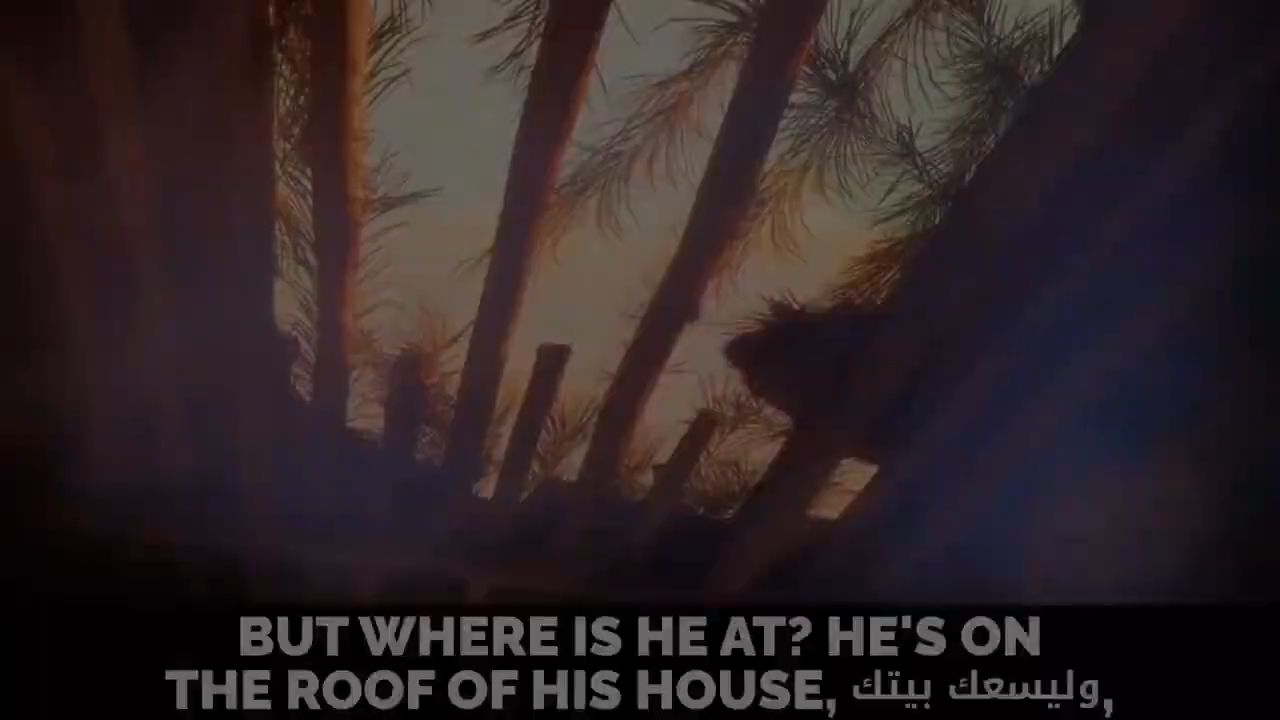 BUT WHERE IS HE AT? HE'S ON
THE ROOF OF HIS HOUSE, وليسعك بيتك,